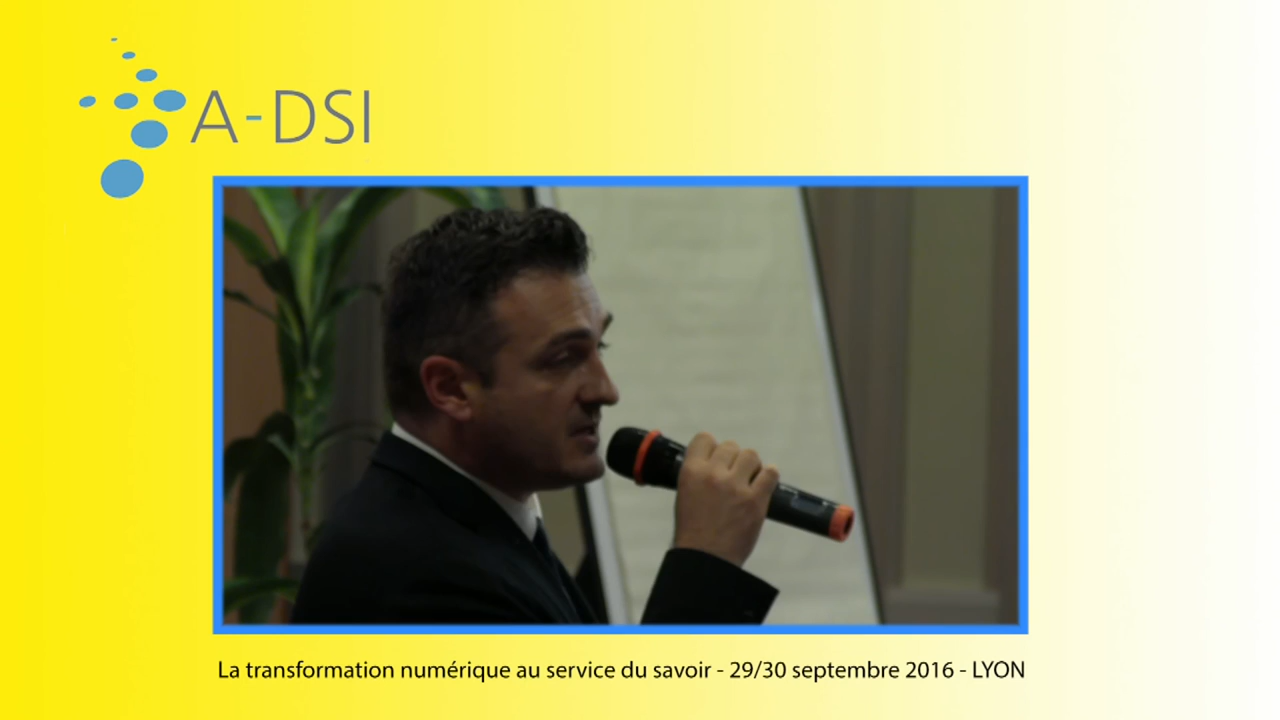 A-DSI
La transformation numérique au service du savoir - 29/30 septembre 2016 - LYON